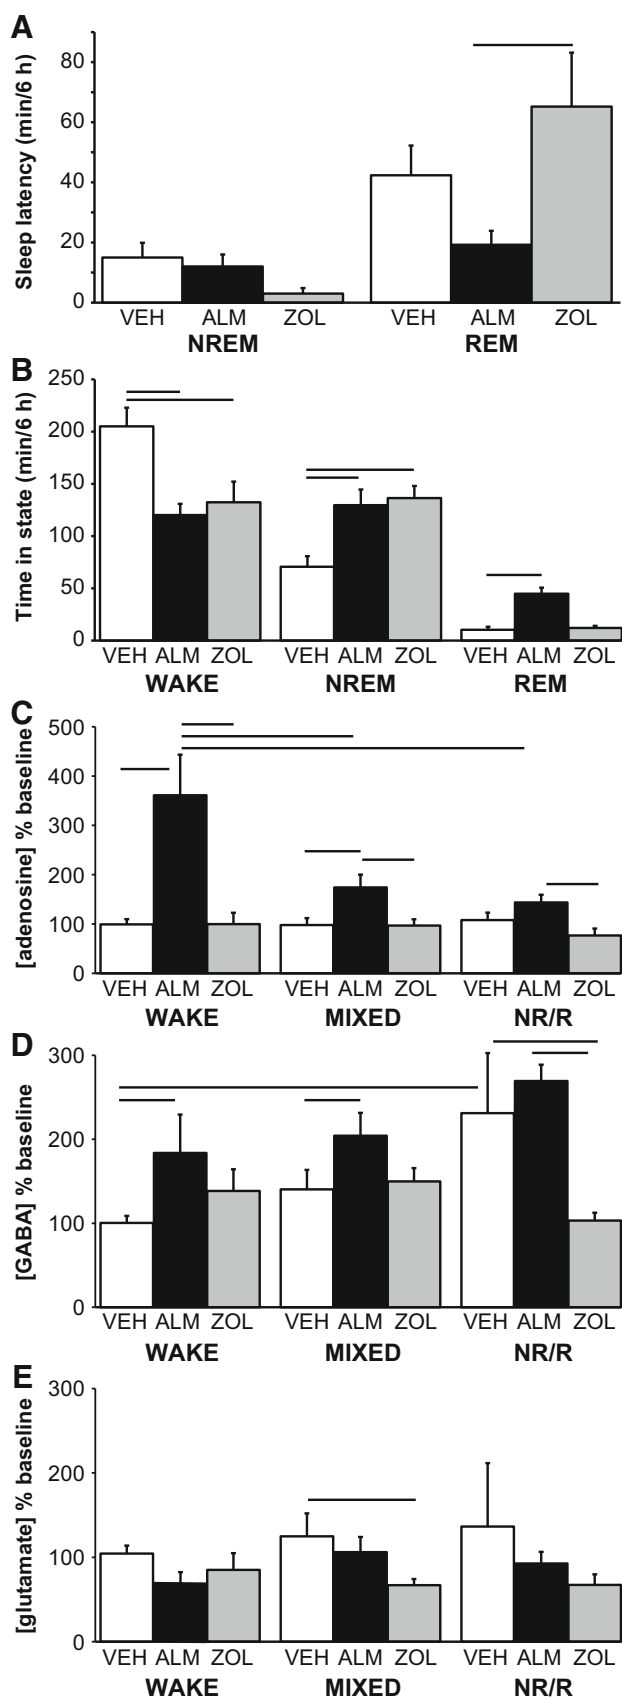 A
Sleep latency (min/6 h)
80
60
40
20
0
VEH ALM ZOL VEH ALM ZOL
NREM REM
B
Time in state (min/6 h)
250
200
150
100
50
0
VEH ALM ZOL VEH ALM ZOL VEH ALM ZOL
WAKE NREM REM
C
[adenosine] % baseline
500
400
300
200
100
0
VEH ALM ZOL VEH ALM ZOL VEH ALM ZOL
WAKE MIXED NR/R
D
[GABA] % baseline
300
200
100
0
VEH ALM ZOL VEH ALM ZOL VEH ALM ZOL
WAKE MIXED NR/R
E
[glutamate] % baseline
300
200
100
0
VEH ALM ZOL VEH ALM ZOL VEH ALM ZOL
WAKE MIXED NR/R